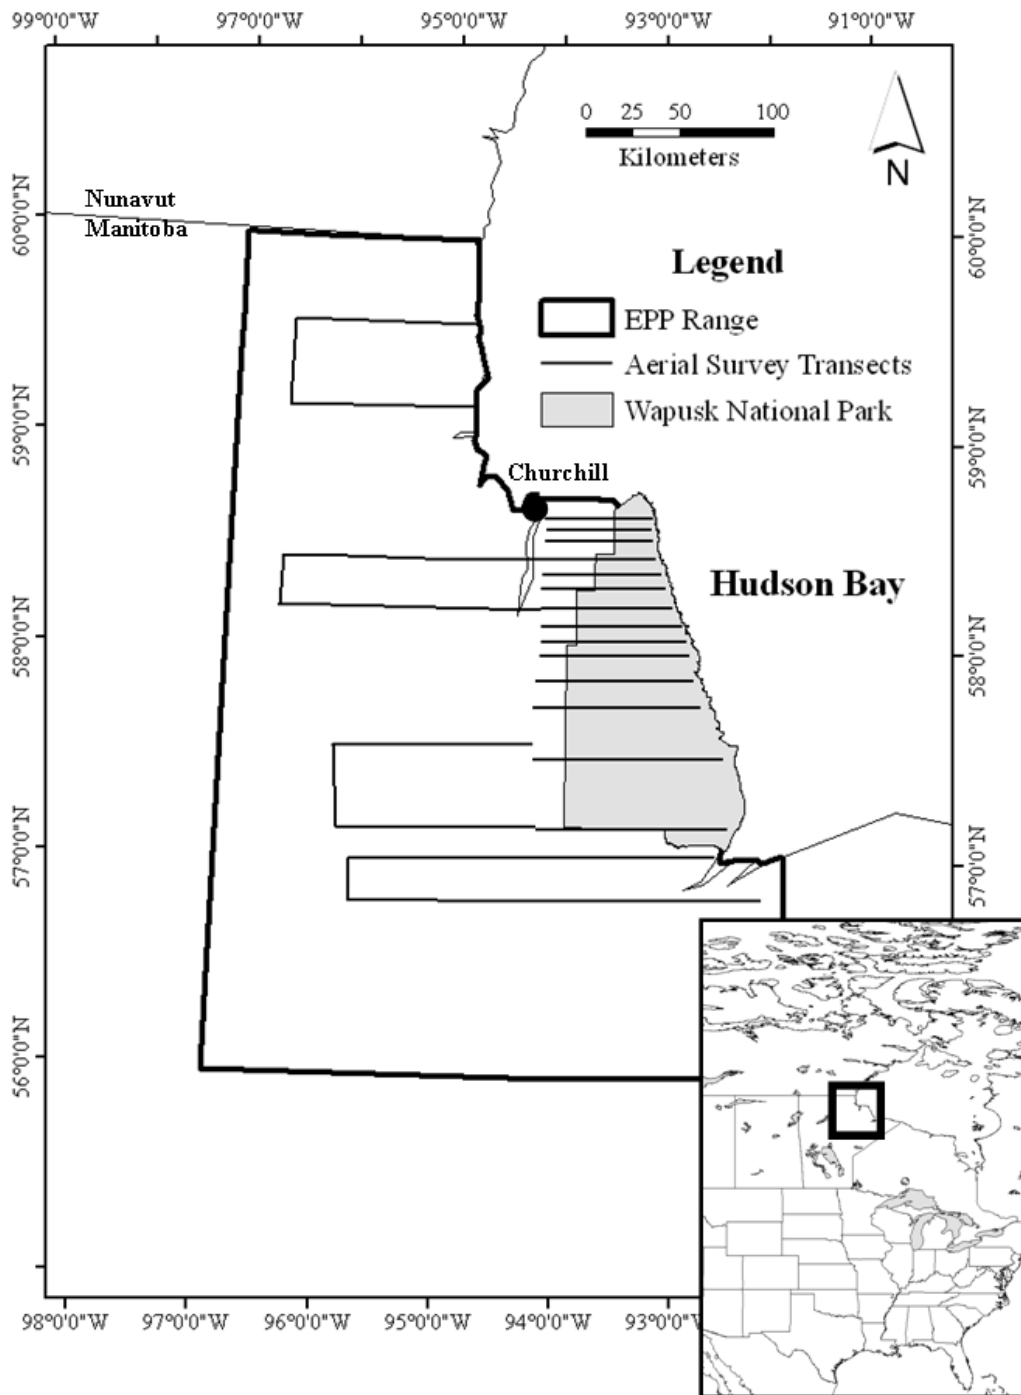 99°0'0"W 97°0'0"W 95°0'0"W 93°0'0"W 91°0'0"W
0 25 50 100
Kilometers
N
Nunavut
Manitoba
60°0'0"N
60°0'0"N
Legend
EPP Range
Aerial Survey Transects
Wapusk National Park
59°0'0"N
59°0'0"N
Churchill
Hudson Bay
58°0'0"N
58°0'0"N
57°0'0"N
57°0'0"N
56°0'0"N
98°0'0"W 97°0'0"W 96°0'0"W 95°0'0"W 94°0'0"W 93°0'0"W